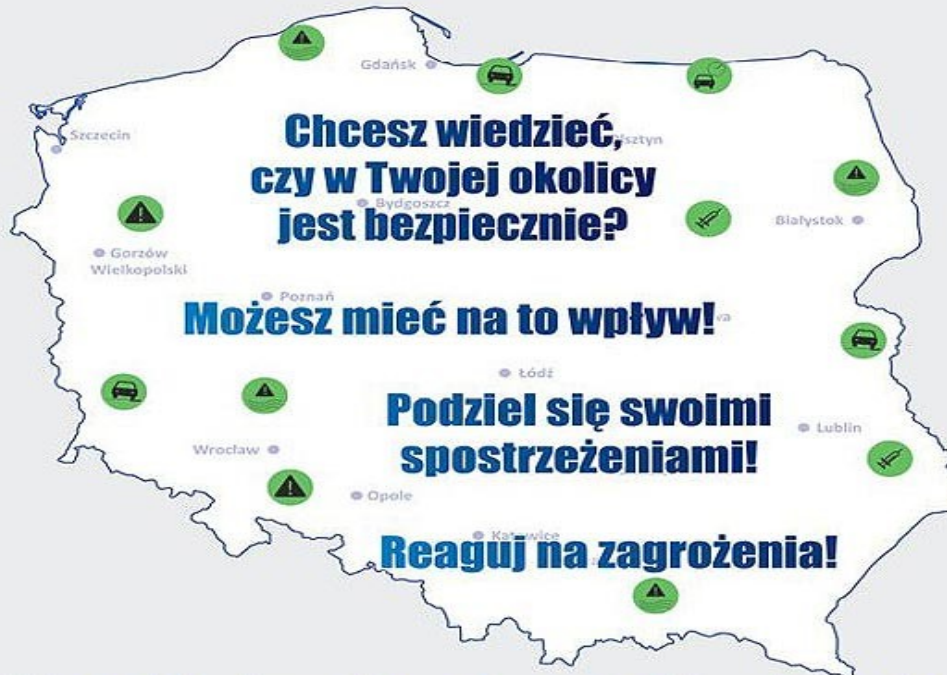 Gdańsk
Szczecin
Chcesz wiedzieć,
czy w Twojej okolicy
jest bezpiecznie?
Bydgoszcz
Białystok
Gorzów
Wielkopolski
Poznań
Możesz mieć na to wpływ!
Łódź
Podziel się swoimi
spostrzeżeniami!
Lublin
Wrocław
Opole
Katowice
Reaguj na zagrożenia!